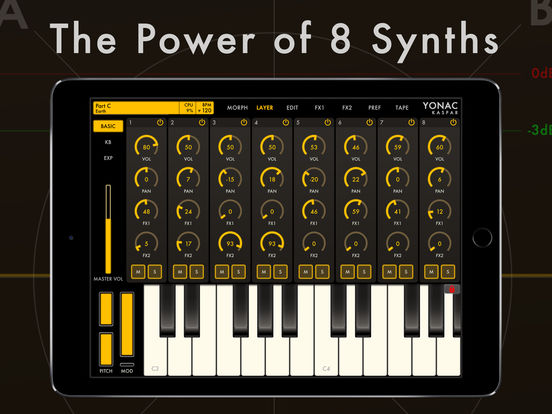 A
B
The Power of 8 Synths
0dB
-3dB
Part C
Earth
CPU
9%
BPM
120
MORPH LAYER EDIT FX1 FX2 PREF TAPE
YONAC
KASPAR
BASIC
KB
EXP
MASTER VOL
1 2 3 4 5 6 7 8
80 50 50 50 53 46 59 60
VOL VOL VOL VOL VOL VOL VOL VOL
0 7 -15 18 -20 22 0 6
PAN PAN PAN PAN PAN PAN PAN PAN
48 24 0 0 46 59 41 12
FX1 FX1 FX1 FX1 FX1 FX1 FX1 FX1
5 17 93 93 0 0 0 0
FX2 FX2 FX2 FX2 FX2 FX2 FX2 FX2
M S M S M S M S M S M S M S M S
PITCH MOD
C3 C4